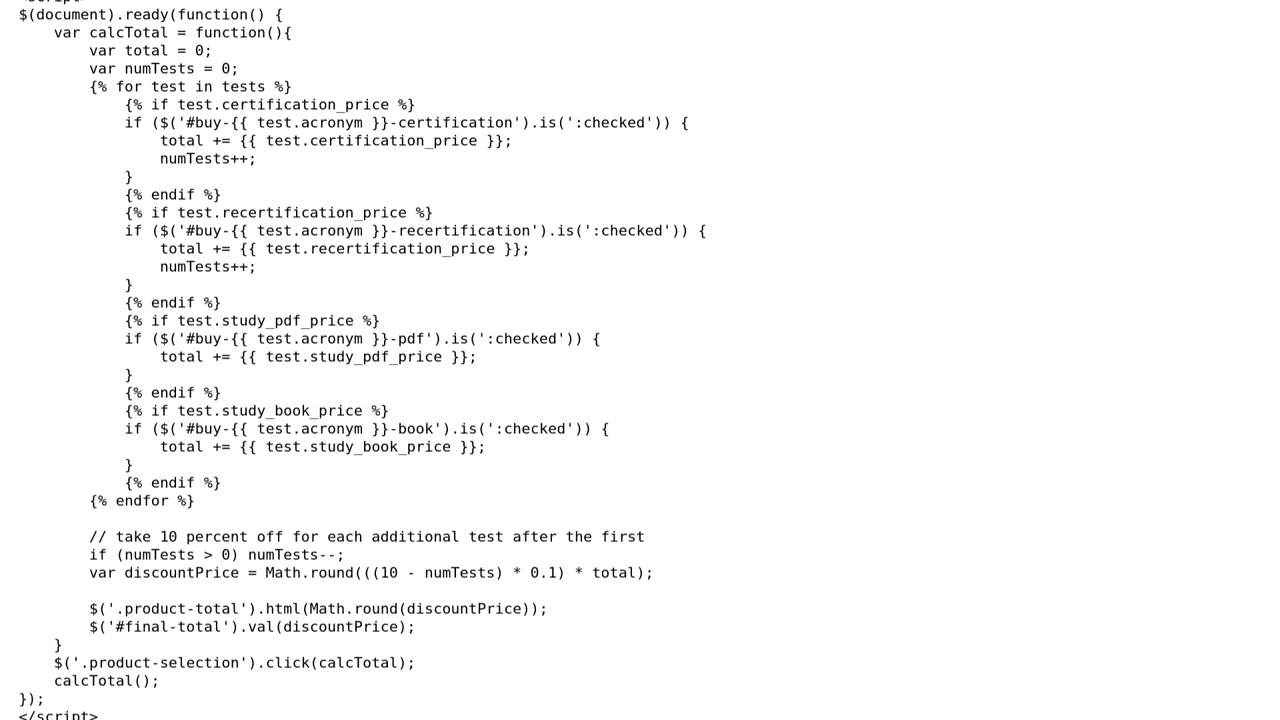 <script>
$(document).ready(function() {
    var calcTotal = function(){
        var total = 0;
        var numTests = 0;
        {% for test in tests %}
            {% if test.certification_price %}
            if ($('#buy-{{ test.acronym }}-certification').is(':checked')) {
                total += {{ test.certification_price }};
                numTests++;
            }
            {% endif %}
            {% if test.recertification_price %}
            if ($('#buy-{{ test.acronym }}-recertification').is(':checked')) {
                total += {{ test.recertification_price }};
                numTests++;
            }
            {% endif %}
            {% if test.study_pdf_price %}
            if ($('#buy-{{ test.acronym }}-pdf').is(':checked')) {
                total += {{ test.study_pdf_price }};
            }
            {% endif %}
            {% if test.study_book_price %}
            if ($('#buy-{{ test.acronym }}-book').is(':checked')) {
                total += {{ test.study_book_price }};
            }
            {% endif %}
        {% endfor %}

        // take 10 percent off for each additional test after the first
        if (numTests > 0) numTests--;
        var discountPrice = Math.round(((10 - numTests) * 0.1) * total);

        $('.product-total').html(Math.round(discountPrice));
        $('#final-total').val(discountPrice);
    }
    $('.product-selection').click(calcTotal);
    calcTotal();
});
</script>